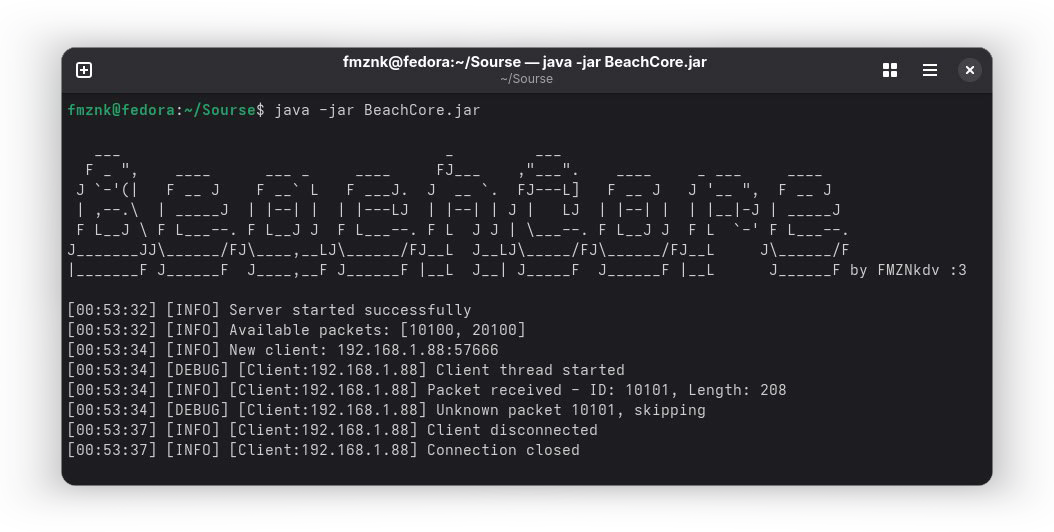 fmznk@fedora:~/Sourse — java -jar BeachCore.jar
~/Sourse
fmznk@fedora:~/Sourse$ java -jar BeachCore.jar
BeachCore
by FMZNkdv :3
[00:53:32] [INFO] Server started successfully
[00:53:32] [INFO] Available packets: [10100, 20100]
[00:53:34] [INFO] New client: 192.168.1.88:57666
[00:53:34] [DEBUG] [Client:192.168.1.88] Client thread started
[00:53:34] [INFO] [Client:192.168.1.88] Packet received - ID: 10101, Length: 208
[00:53:34] [DEBUG] [Client:192.168.1.88] Unknown packet 10101, skipping
[00:53:37] [INFO] [Client:192.168.1.88] Client disconnected
[00:53:37] [INFO] [Client:192.168.1.88] Connection closed